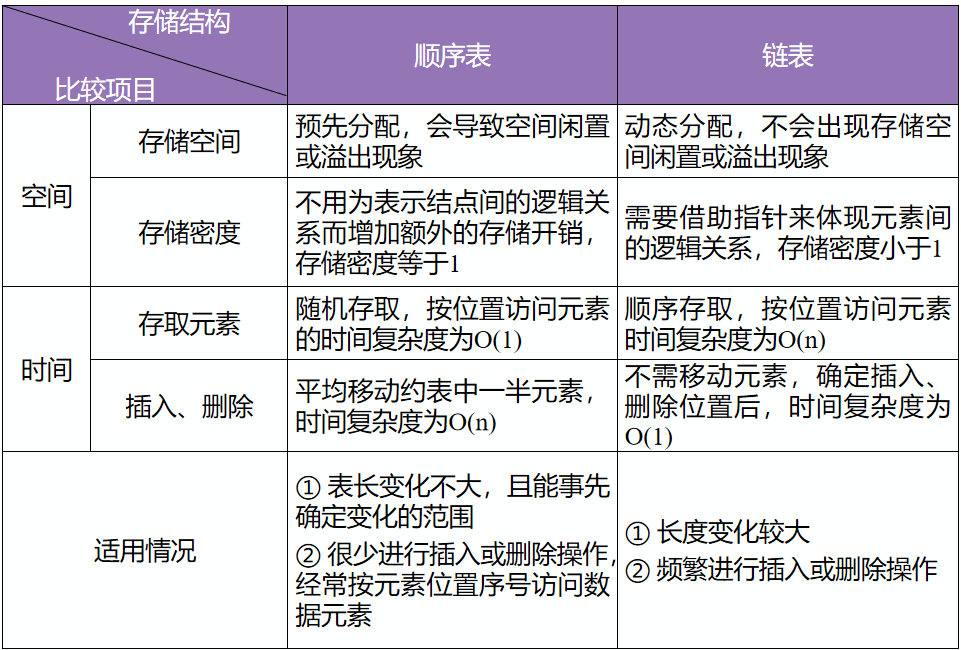 存储结构
比较项目
顺序表
链表
空间
存储空间
预先分配，会导致空间闲置
或溢出现象
动态分配，不会出现存储空
间闲置或溢出现象
存储密度
不用为表示结点间的逻辑关
系而增加额外的存储开销，
存储密度等于1
需要借助指针来体现元素间
的逻辑关系，存储密度小于1
时间
存取元素
随机存取，按位置访问元素
的时间复杂度为O(1)
顺序存取，按位置访问元素
时间复杂度为O(n)
插入、删除
平均移动约表中一半元素，
时间复杂度为O(n)
不需移动元素，确定插入、
删除位置后，时间复杂度为
O(1)
适用情况
① 表长变化不大，且能事先
确定变化的范围
② 很少进行插入或删除操作，
经常按元素位置序号访问数
据元素
① 长度变化较大
② 频繁进行插入或删除操作